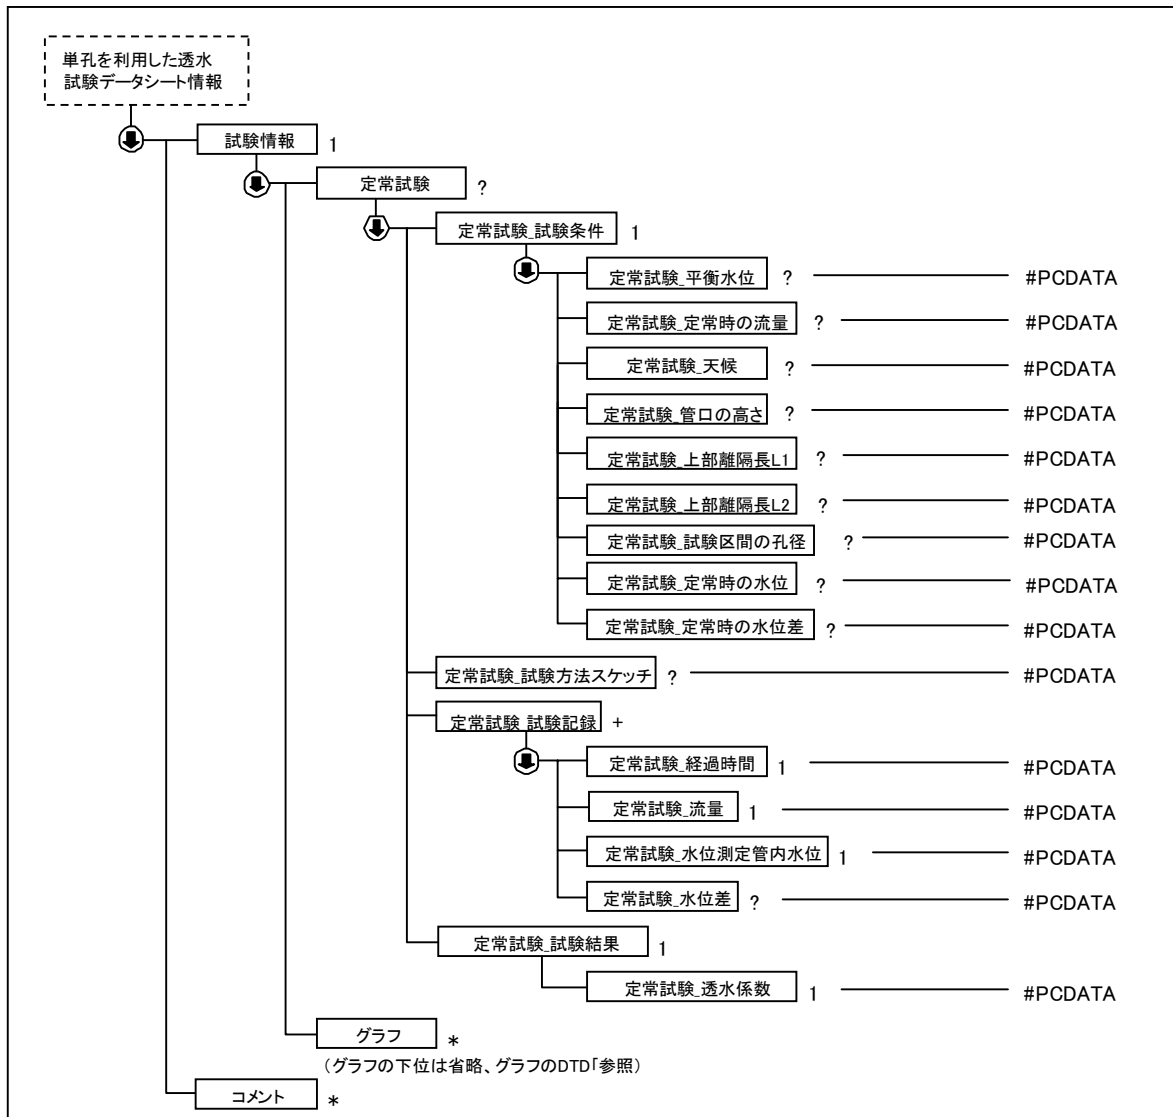 単孔を利用した透水
試験データシート情報
試験情報 1
定常試験 ?
定常試験_試験条件 1
定常試験_平衡水位 ? #PCDATA
定常試験_定常時の流量 ? #PCDATA
定常試験_天候 ? #PCDATA
定常試験_管口の高さ ? #PCDATA
定常試験_上部離隔長L1 ? #PCDATA
定常試験_上部離隔長L2 ? #PCDATA
定常試験_試験区間の孔径 ? #PCDATA
定常試験_定常時の水位 ? #PCDATA
定常試験_定常時の水位差 ? #PCDATA
定常試験_試験方法スケッチ ? #PCDATA
定常試験_試験記録 +
定常試験_経過時間 1 #PCDATA
定常試験_流量 1 #PCDATA
定常試験_水位測定管内水位 1 #PCDATA
定常試験_水位差 ? #PCDATA
定常試験_試験結果 1
定常試験_透水係数 1 #PCDATA
グラフ *
(グラフの下位は省略、グラフのDTD「参照)
コメント *